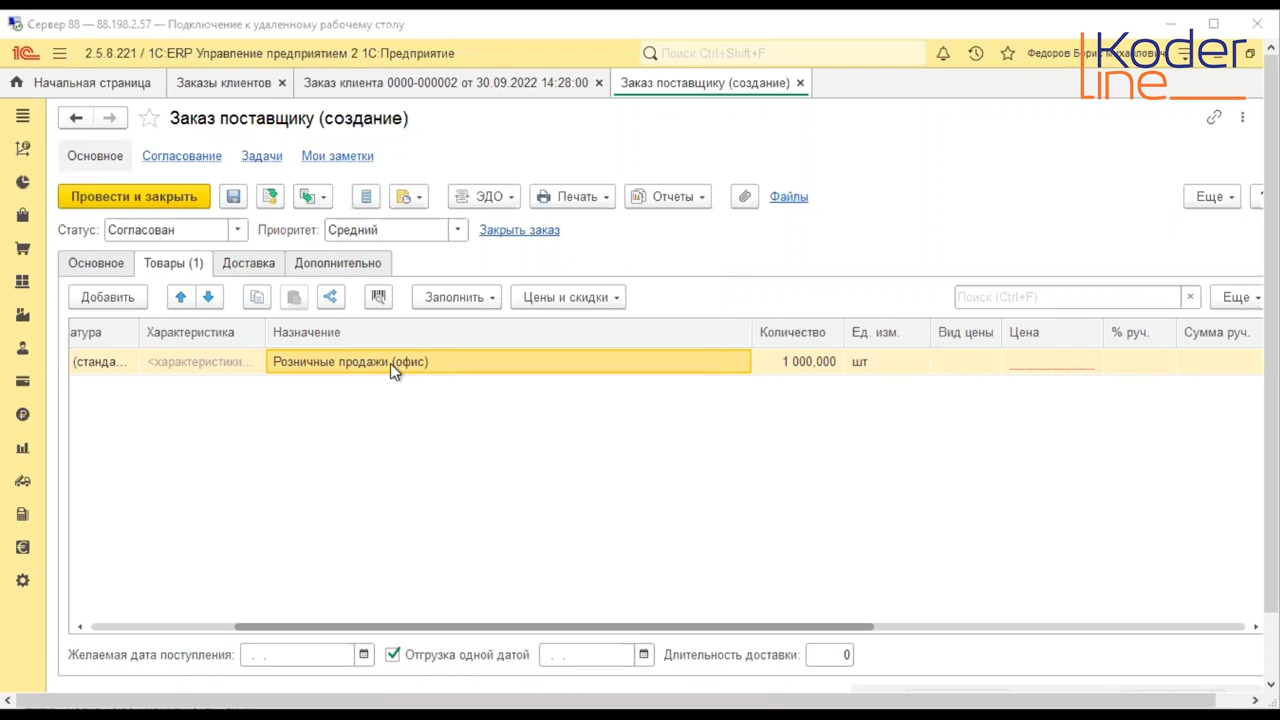 Сервер 88 — 88.198.2.57 — Подключение к удаленному рабочему столу
2.5.8.221 / 1С:ERP Управление предприятием 2 1С:Предприятие
Поиск Ctrl+Shift+F
Федоров Борис Михайлович
Koder
line
Начальная страница
Заказы клиентов
Заказ клиента 0000-000002 от 30.09.2022 14:28:00
Заказ поставщику (создание)
Заказ поставщику (создание)
Основное Согласование Задачи Мои заметки
Провести и закрыть ЭДО Печать Отчеты Файлы Еще
Статус: Согласован Приоритет: Средний Закрыть заказ
Основное Товары (1) Доставка Дополнительно
Добавить Заполнить Цены и скидки Поиск (Ctrl+F) Еще
атура Характеристика Назначение Количество Ед. изм. Вид цены Цена % руч. Сумма руч.
(станда... <характеристики... Розничные продажи (офис) 1 000,000 шт
Желаемая дата поступления: . . Отгрузка одной датой . . Длительность доставки: 0